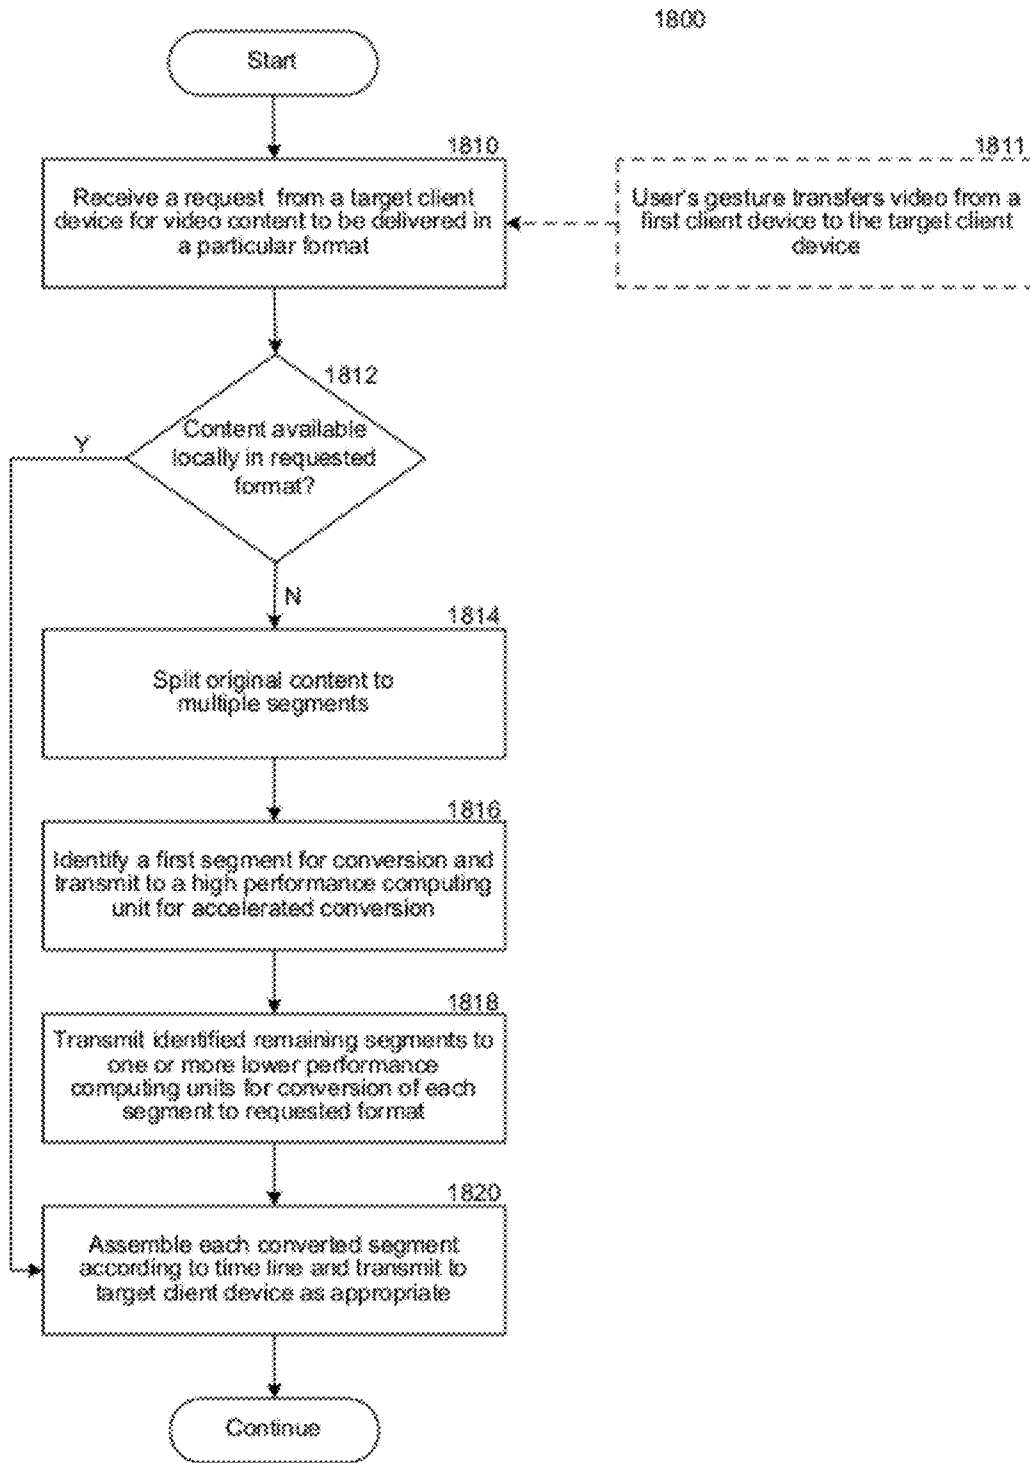 1800
Start
1810
Receive a request from a target client
device for video content to be delivered in
a particular format
1811
User's gesture transfers video from a
first client device to the target client
device
1812
Content available
locally in requested
format?
Y
N
1814
Split original content to
multiple segments
1816
Identify a first segment for conversion and
transmit to a high performance computing
unit for accelerated conversion
1818
Transmit identified remaining segments to
one or more lower performance
computing units for conversion of each
segment to requested format
1820
Assemble each converted segment
according to time line and transmit to
target client device as appropriate
Continue